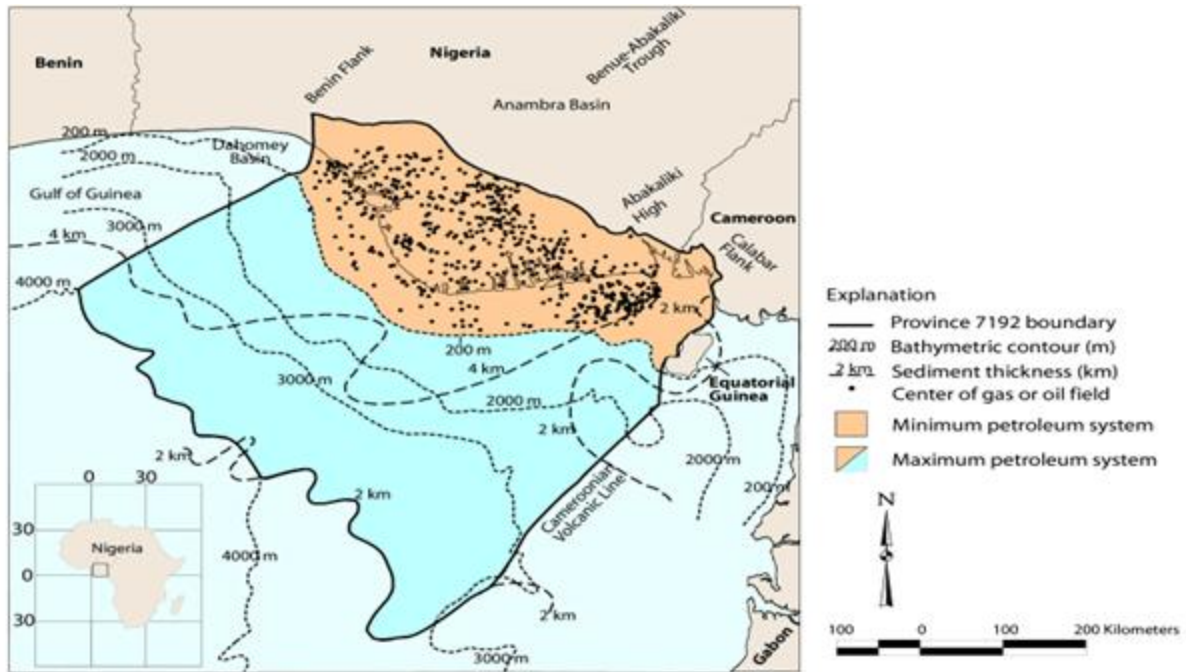 Benin
Nigeria
Benin Flank
Benue-Abakaliki
Trough
Anambra Basin
200 m
2000 m
Dahomey
Basin
Gulf of Guinea
3000 m
4 km
4000 m
Abakaliki
High
Cameroon
Calabar
Flank
2 km
200 m
4 km
3000 m
2000 m
Equatorial
Guinea
2 km
2 km
2000 m
200 m
2 km
Cameroonian
Volcanic Line
4000 m
2 km
3000 m
Gabon
0 30
30
Nigeria
0
30
Explanation
Province 7192 boundary
200 m Bathymetric contour (m)
2 km Sediment thickness (km)
Center of gas or oil field
Minimum petroleum system
Maximum petroleum system
N
100 0 100 200 Kilometers